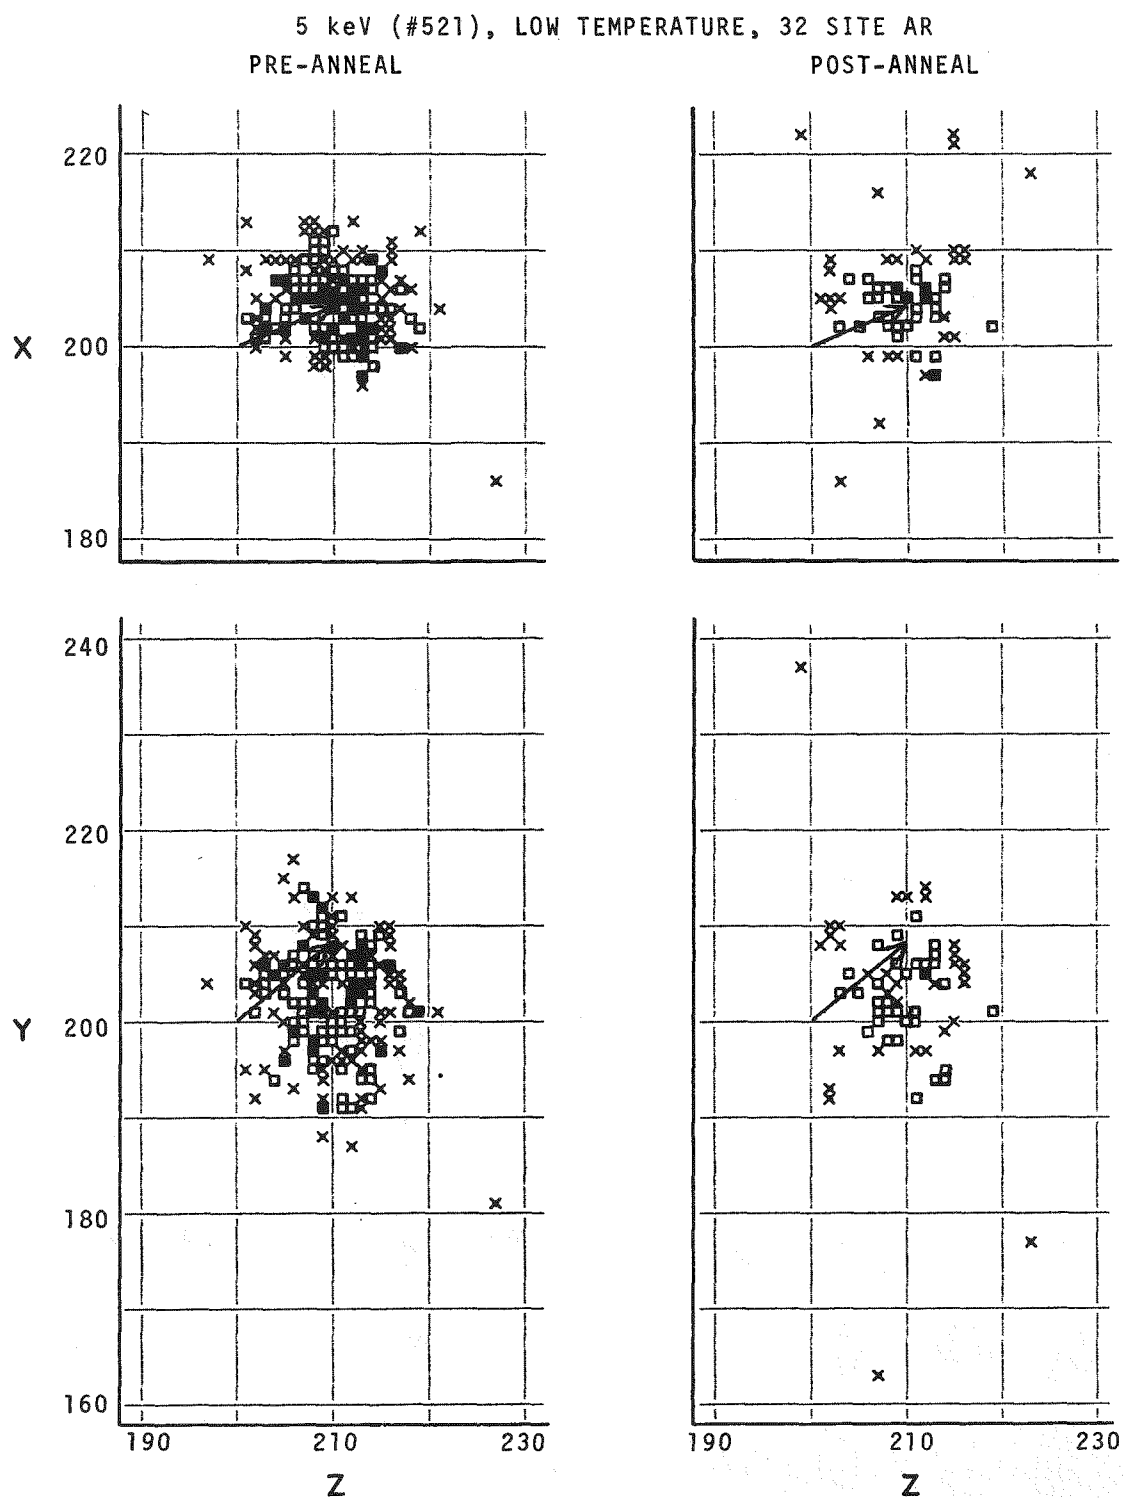 5 keV (#521), LOW TEMPERATURE, 32 SITE AR
PRE-ANNEAL
POST-ANNEAL
220
X
200
180
240
220
Y
200
180
160
190 210 230
190 210 230
Z
Z